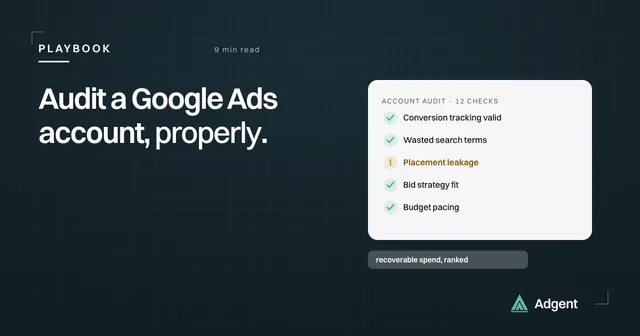 PLAYBOOK
9 min read
Audit a Google Ads
account, properly.
ACCOUNT AUDIT · 12 CHECKS
Conversion tracking valid
Wasted search terms
! Placement leakage
Bid strategy fit
Budget pacing
recoverable spend, ranked
Adgent